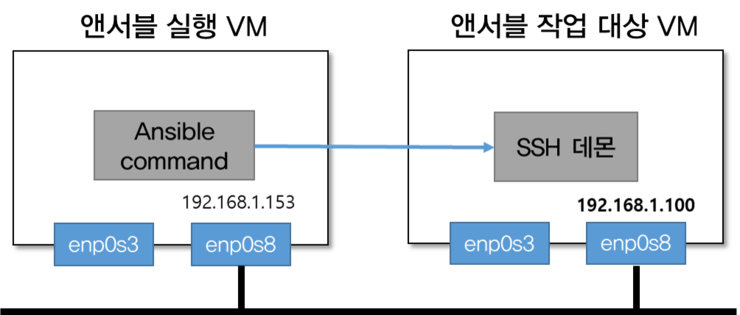 앤서블 실행 VM
앤서블 작업 대상 VM
Ansible
command
SSH 데몬
192.168.1.153
192.168.1.100
enp0s3
enp0s8
enp0s3
enp0s8